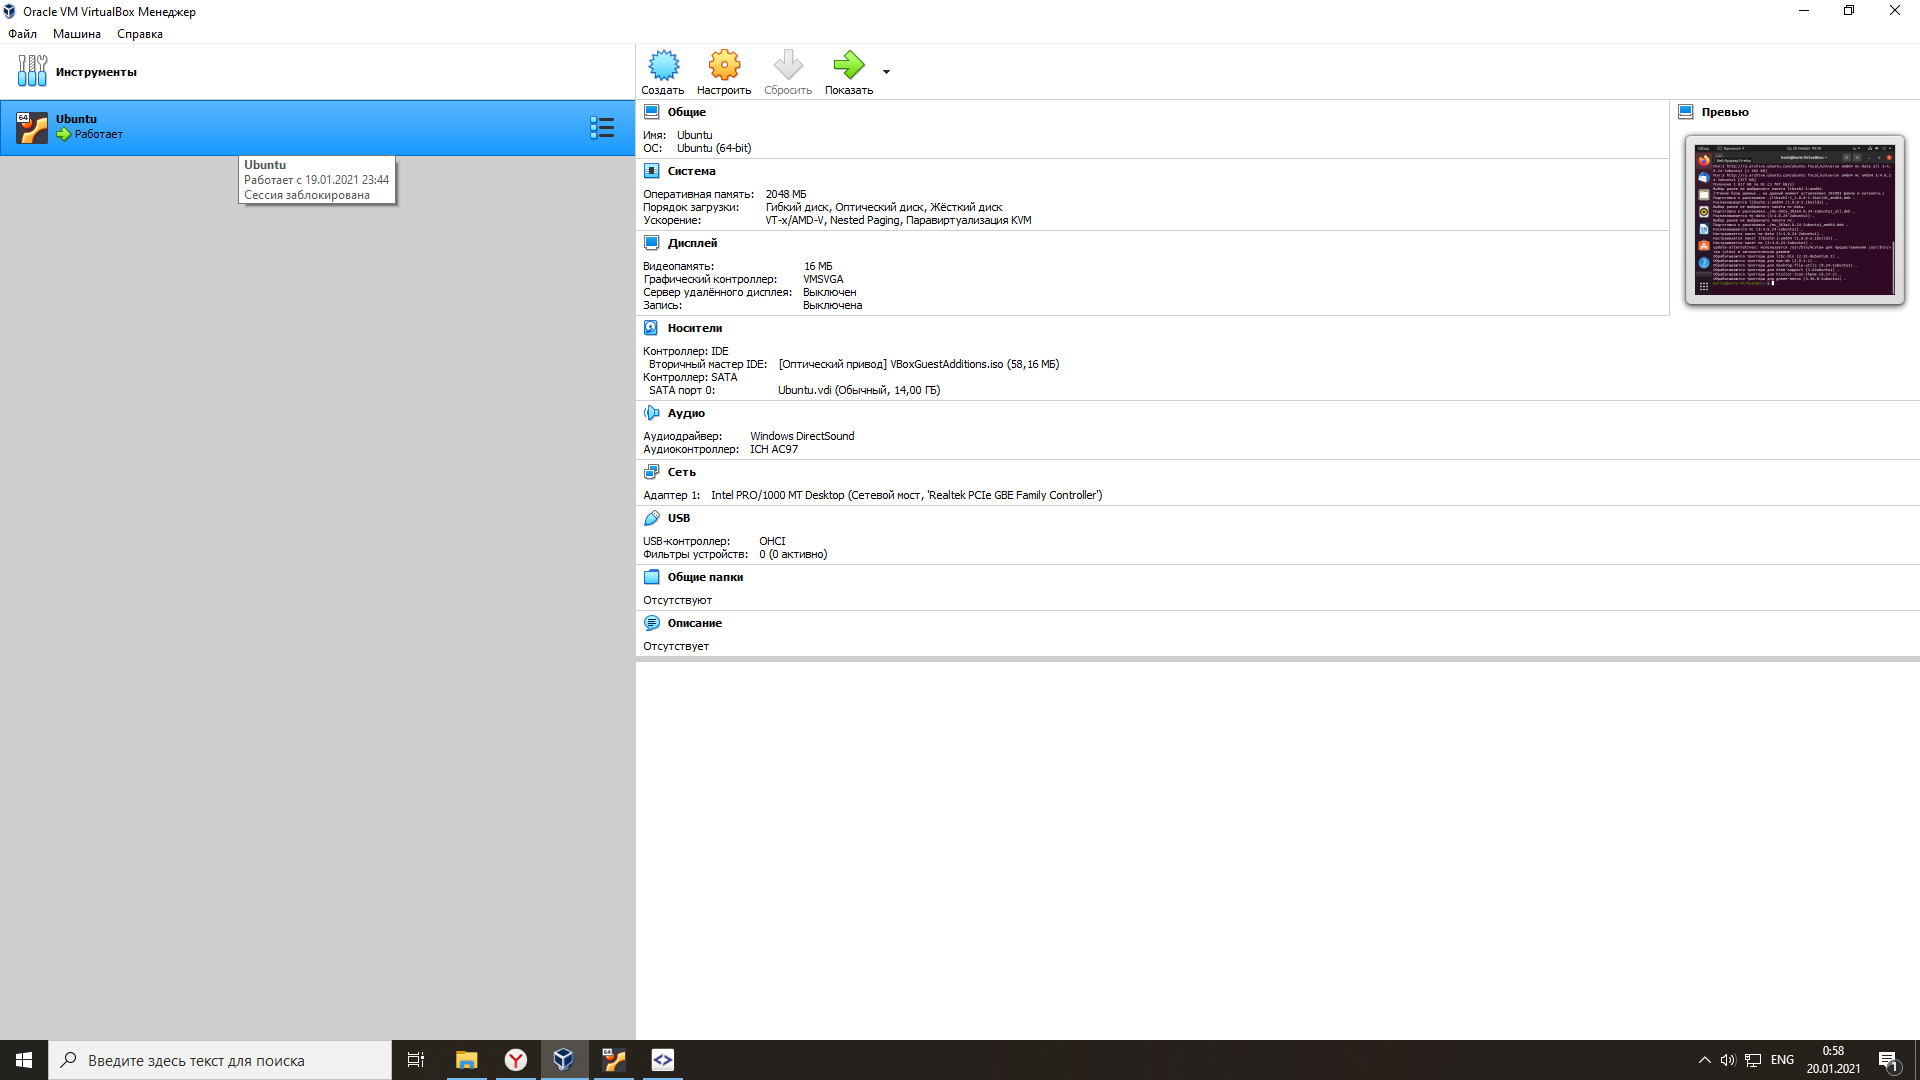 Oracle VM VirtualBox Менеджер
Файл Машина Справка
Инструменты
Создать Настроить Сбросить Показать
64 Ubuntu
Работает
Ubuntu
Работает с 19.01.2021 23:44
Сессия заблокирована
Общие
Имя: Ubuntu
ОС: Ubuntu (64-bit)
Система
Оперативная память: 2048 МБ
Порядок загрузки: Гибкий диск, Оптический диск, Жёсткий диск
Ускорение: VT-x/AMD-V, Nested Paging, Паравиртуализация KVM
Дисплей
Видеопамять: 16 МБ
Графический контроллер: VMSVGA
Сервер удалённого дисплея: Выключен
Запись: Выключена
Превью
Носители
Контроллер: IDE
Вторичный мастер IDE: [Оптический привод] VBoxGuestAdditions.iso (58,16 МБ)
Контроллер: SATA
SATA порт 0: Ubuntu.vdi (Обычный, 14,00 ГБ)
Аудио
Аудиодрайвер: Windows DirectSound
Аудиоконтроллер: ICH AC97
Сеть
Адаптер 1: Intel PRO/1000 MT Desktop (Сетевой мост, 'Realtek PCIe GBE Family Controller')
USB
USB-контроллер: OHCI
Фильтры устройств: 0 (0 активно)
Общие папки
Отсутствуют
Описание
Отсутствует
Введите здесь текст для поиска
64
ENG
0:58
20.01.2021
1